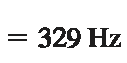 = 329 Hz